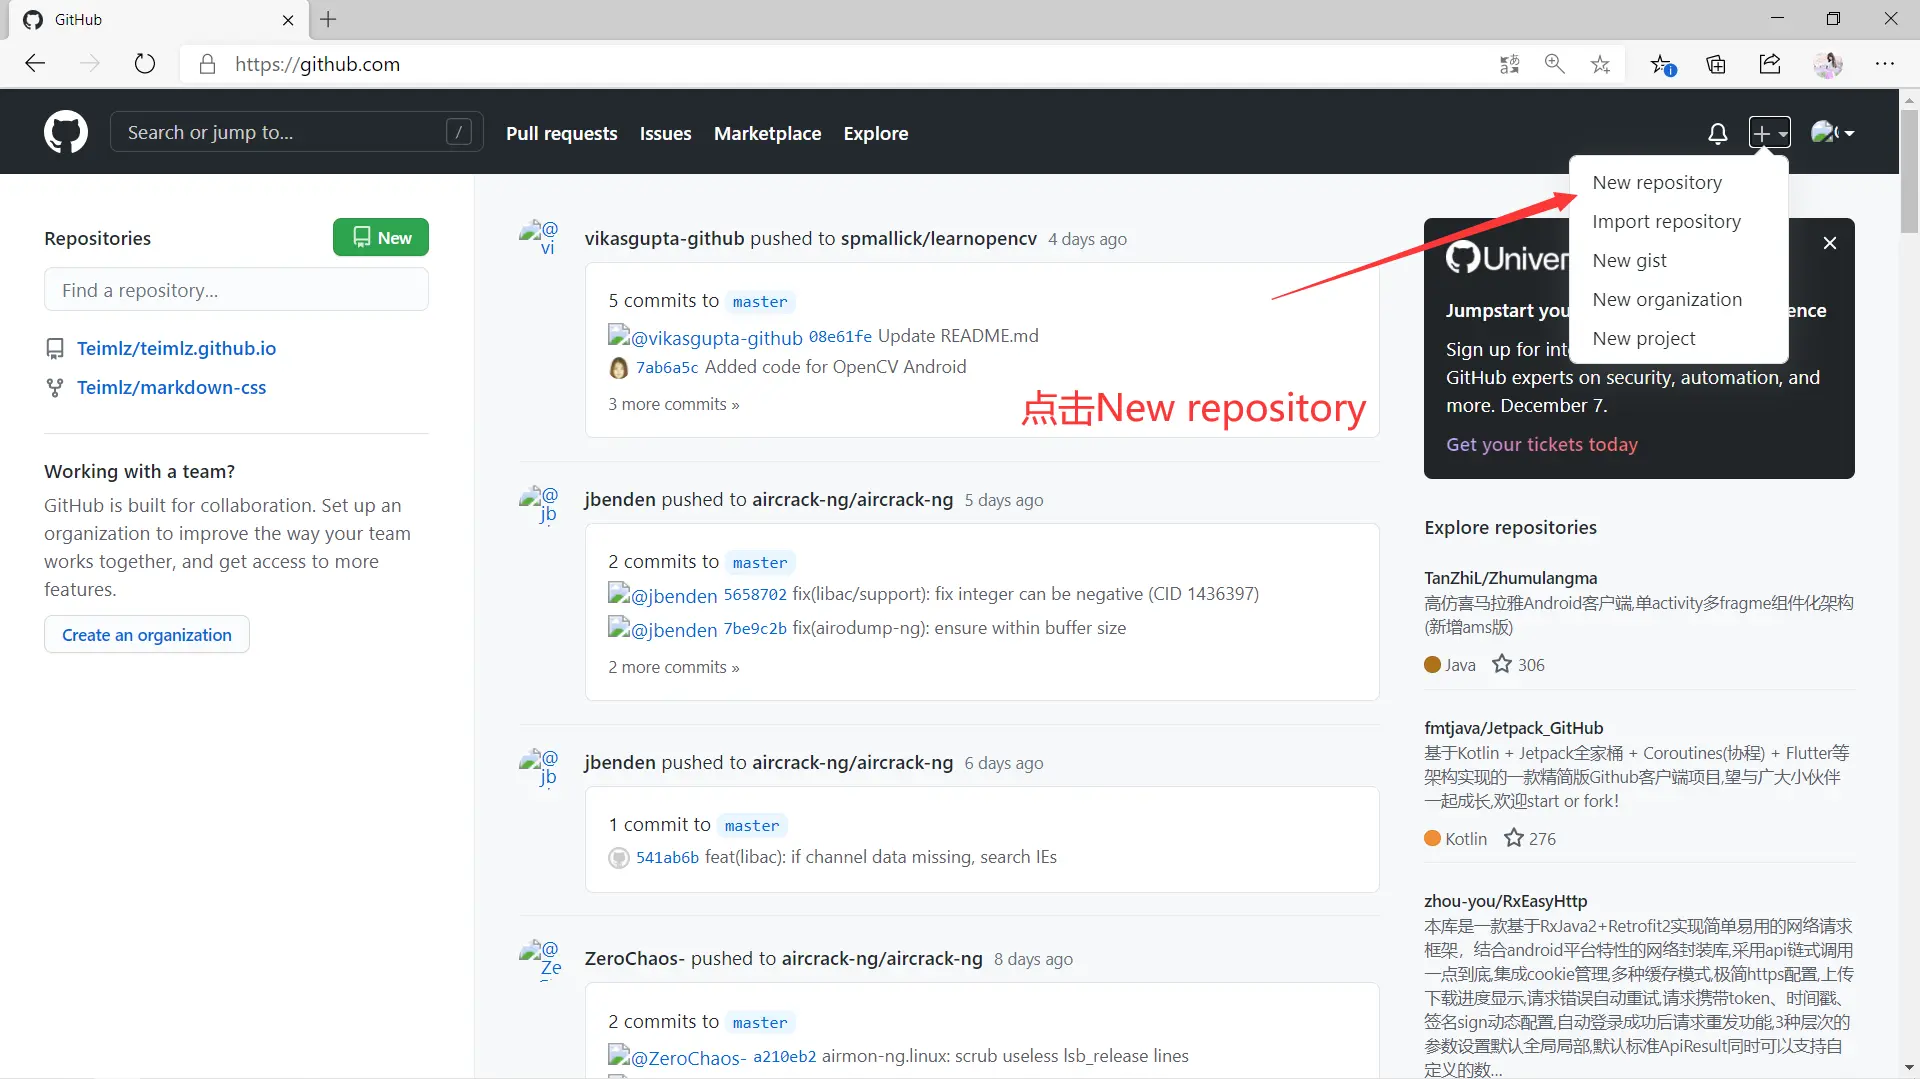 GitHub
https://github.com
Search or jump to...
/
Pull requests
Issues
Marketplace
Explore
New repository
Import repository
New gist
New organization
New project
Repositories
New
Find a repository...
Teimlz/teimlz.github.io
Teimlz/markdown-css
Working with a team?
GitHub is built for collaboration. Set up an
organization to improve the way your team
works together, and get access to more
features.
Create an organization
@
vi
vikasgupta-github pushed to spmallick/learnopencv 4 days ago
5 commits to master
@vikasgupta-github 08e61fe Update README.md
7ab6a5c Added code for OpenCV Android
3 more commits »
点击New repository
@
jb
jbenden pushed to aircrack-ng/aircrack-ng 5 days ago
2 commits to master
@jbenden 5658702 fix(libac/support): fix integer can be negative (CID 1436397)
@jbenden 7be9c2b fix(airodump-ng): ensure within buffer size
2 more commits »
@
jb
jbenden pushed to aircrack-ng/aircrack-ng 6 days ago
1 commit to master
541ab6b feat(libac): if channel data missing, search IEs
@
Ze
ZeroChaos- pushed to aircrack-ng/aircrack-ng 8 days ago
2 commits to master
@ZeroChaos- a210eb2 airmon-ng.linux: scrub useless lsb_release lines
Jumpstart
Sign up for
GitHub experts on security, automation, and
more. December 7.
Get your tickets today
Explore repositories
TanZhiL/Zhumulangma
高仿喜马拉雅Android客户端,单activity多fragme组件化架构
(新增ams版)
Java 306
fmtjava/Jetpack_GitHub
基于Kotlin + Jetpack全家桶 + Coroutines(协程) + Flutter等
架构实现的一款精简版Github客户端项目,望与广大小伙伴
一起成长,欢迎start or fork!
Kotlin 276
zhou-you/RxEasyHttp
本库是一款基于RxJava2+Retrofit2实现简单易用的网络请求
框架，结合android平台特性的网络封装库,采用api链式调用
一点到底,集成cookie管理,多种缓存模式,极简https配置,上传
下载进度显示,请求错误自动重试,请求携带token、时间戳、
签名sign动态配置,自动登录成功后请求重发功能,3种层次的
参数设置默认全局局部,默认标准ApiResult同时可以支持自
定义的数...